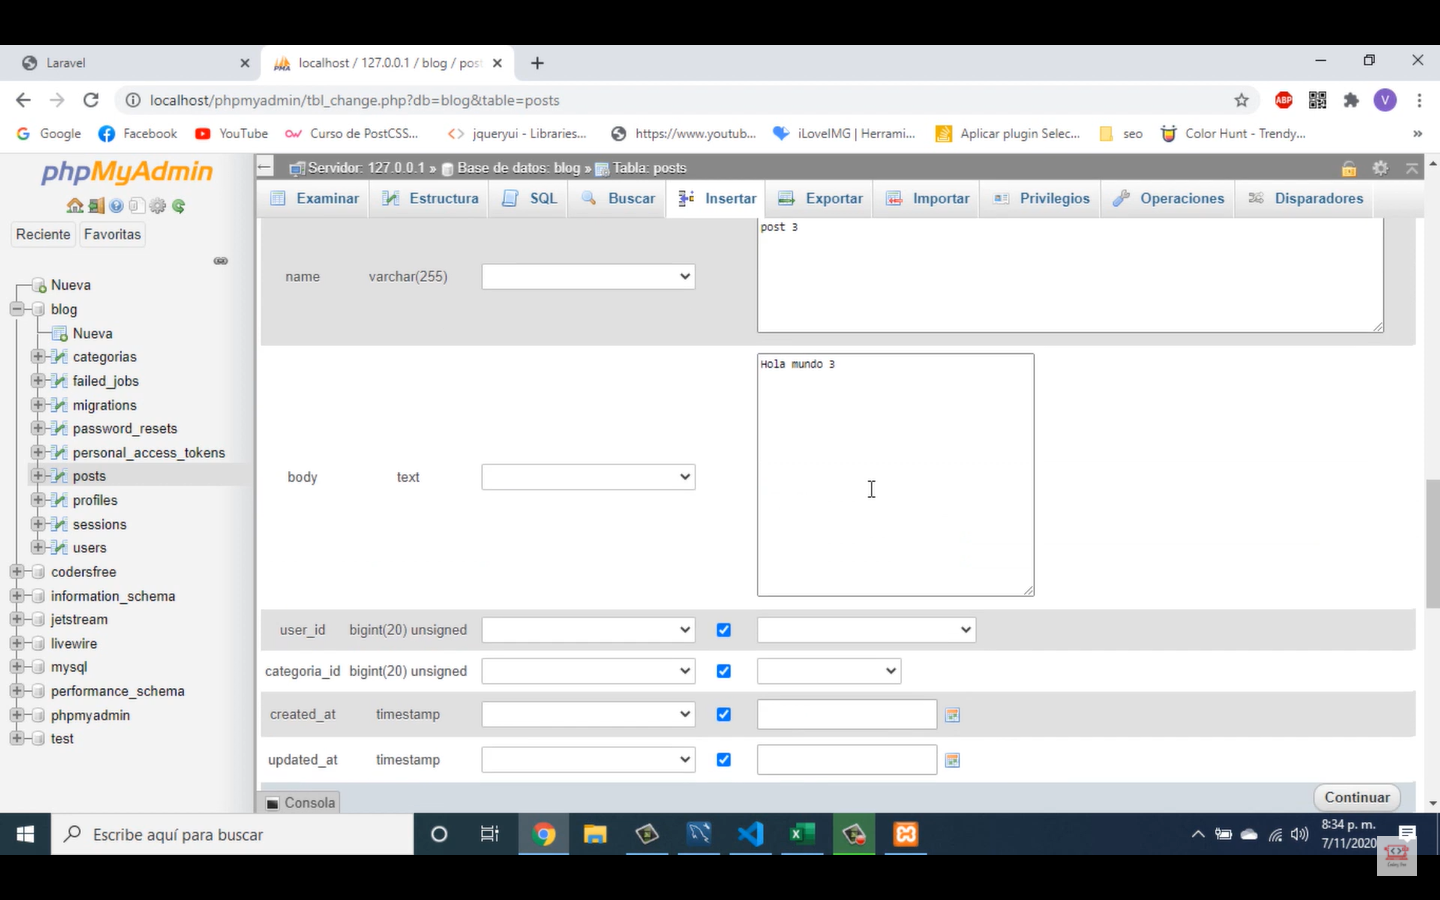 Laravel
localhost / 127.0.0.1 / blog / post
localhost/phpmyadmin/tbl_change.php?db=blog&table=posts
ABP
V
Google
Facebook
YouTube
Curso de PostCSS...
jqueryui - Libraries...
https://www.youtub...
iLoveIMG | Herrami...
Aplicar plugin Selec...
seo
Color Hunt - Trendy...
»
phpMyAdmin
Servidor: 127.0.0.1 » Base de datos: blog » Tabla: posts
Examinar
Estructura
SQL
Buscar
Insertar
Exportar
Importar
Privilegios
Operaciones
Disparadores
Reciente
Favoritas
Nueva
blog
Nueva
categorias
failed_jobs
migrations
password_resets
personal_access_tokens
posts
profiles
sessions
users
codersfree
information_schema
jetstream
livewire
mysql
performance_schema
phpmyadmin
test
post 3
name varchar(255)
Hola mundo 3
body text
user_id bigint(20) unsigned
categoria_id bigint(20) unsigned
created_at timestamp
updated_at timestamp
Consola
Continuar
Escribe aquí para buscar
8:34 p. m.
7/11/2020